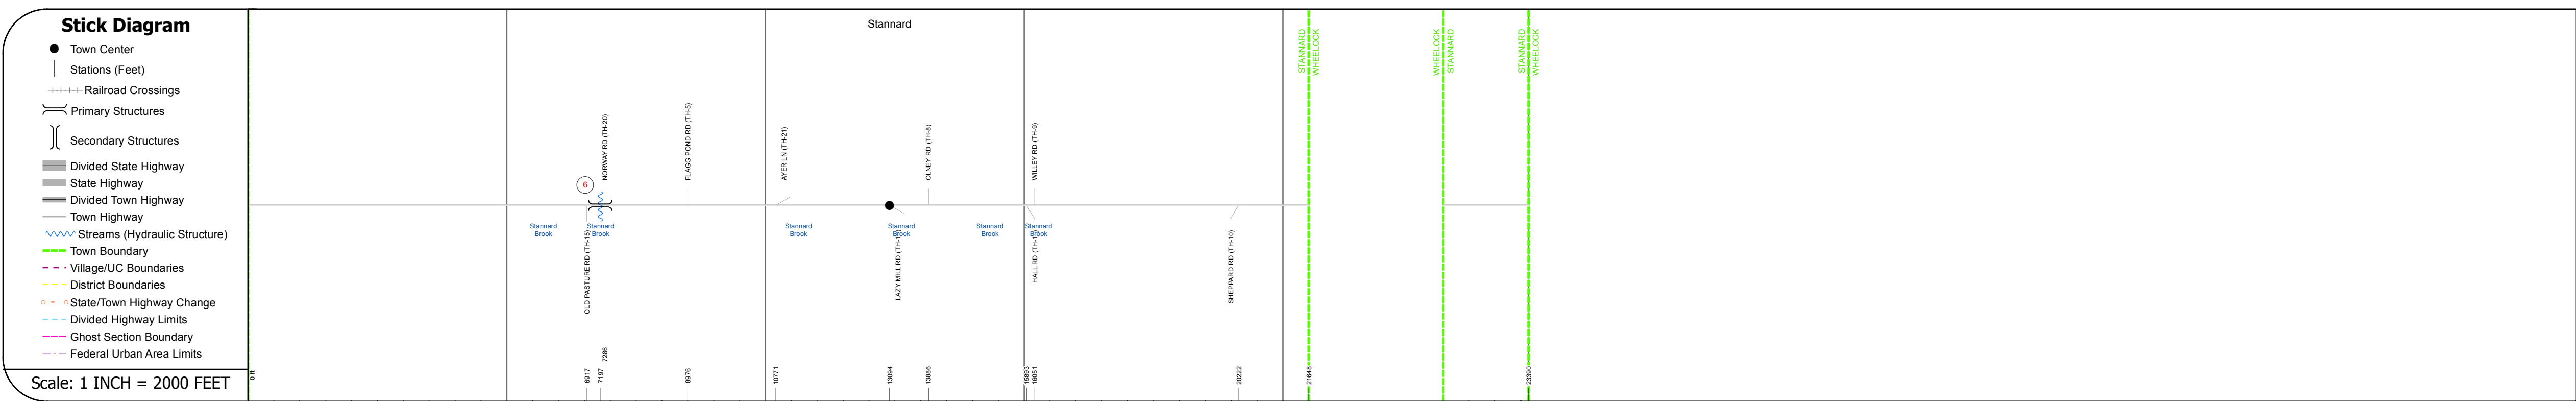 Stick Diagram
Town Center
Stations (Feet)
Railroad Crossings
Primary Structures
Secondary Structures
Divided State Highway
State Highway
Divided Town Highway
Town Highway
Streams (Hydraulic Structure)
Town Boundary
Village/UC Boundaries
District Boundaries
State/Town Highway Change
Divided Highway Limits
Ghost Section Boundary
Federal Urban Area Limits
Scale: 1 INCH = 2000 FEET
Stannard
STANNARD
WHEELOCK
WHEELOCK
STANNARD
STANNARD
WHEELOCK
6
NORWAY RD (TH-20)
FLAGG POND RD (TH-5)
AYER LN (TH-21)
OLNEY RD (TH-8)
WILLEY RD (TH-9)
Stannard
Brook
Stannard
Brook
Stannard
Brook
Stannard
Brook
Stannard
Brook
Stannard
Brook
OLD PASTURE RD (TH-15)
LAZY MILL RD
HALL RD
SHEPPARD RD (TH-10)
0 ft
6917
7197
7286
8976
10771
13094
13886
15893
16051
20222
21648
23390